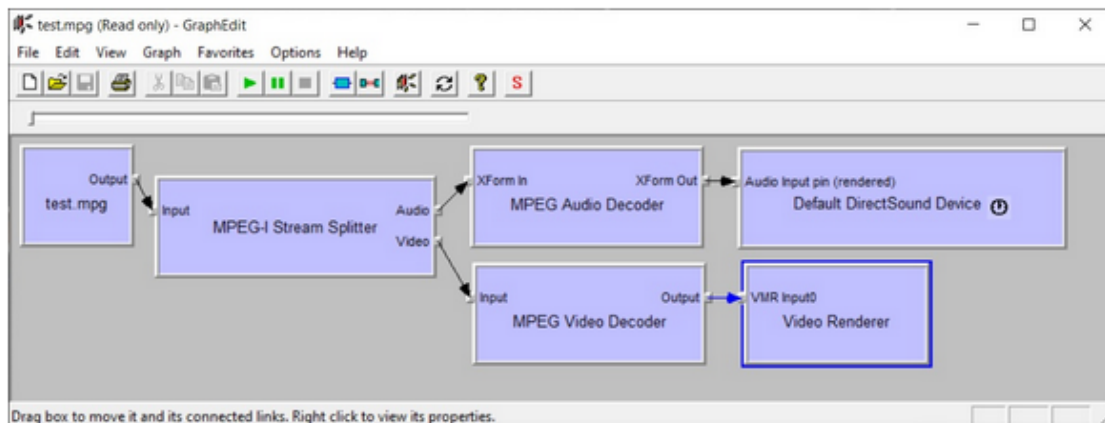 test.mpg (Read only) - GraphEdit
File Edit View Graph Favorites Options Help
S
Output
test.mpg
Input
MPEG-I Stream Splitter
Audio
Video
XForm In XForm Out
MPEG Audio Decoder
Audio Input pin (rendered)
Default DirectSound Device
Input Output
MPEG Video Decoder
VMR Input0
Video Renderer
Drag box to move it and its connected links. Right click to view its properties.